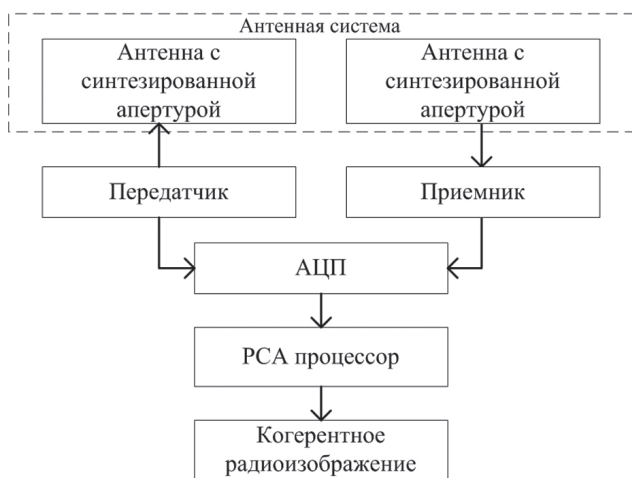 Антенная система
Антенна с
синтезированной
апертурой
Антенна с
синтезированной
апертурой
Передатчик
Приемник
АЦП
РСА процессор
Когерентное
радиоизображение